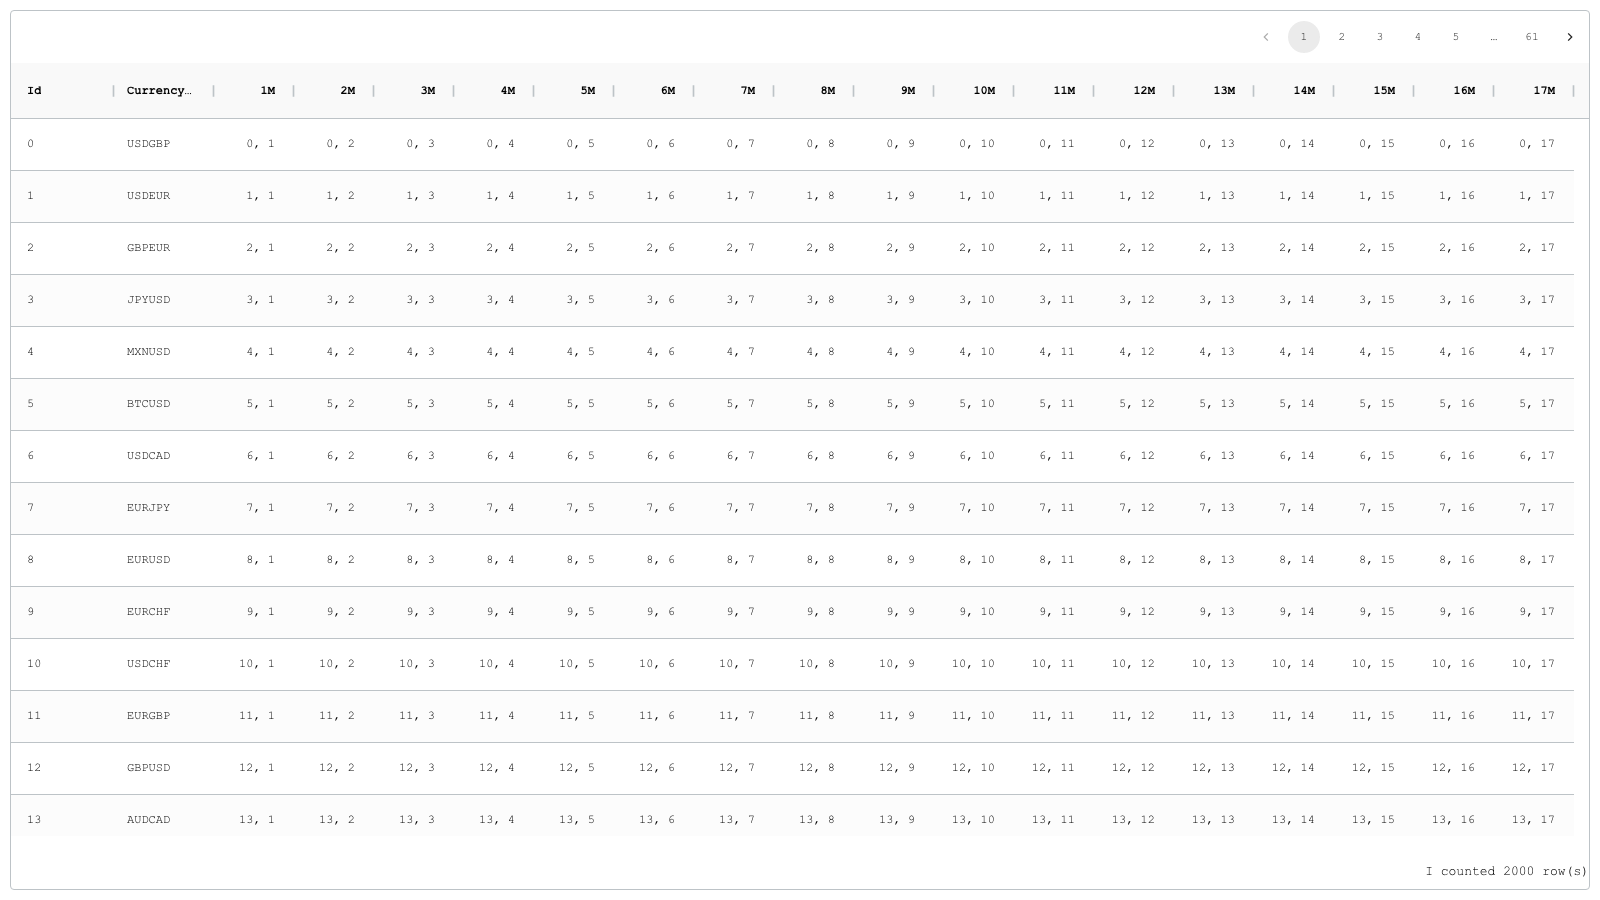 ‹ 1 2 3 4 5 … 61 ›
Id | Currency… | 1M | 2M | 3M | 4M | 5M | 6M | 7M | 8M | 9M | 10M | 11M | 12M | 13M | 14M | 15M | 16M | 17M |
0 USDGBP 0, 1 0, 2 0, 3 0, 4 0, 5 0, 6 0, 7 0, 8 0, 9 0, 10 0, 11 0, 12 0, 13 0, 14 0, 15 0, 16 0, 17
1 USDEUR 1, 1 1, 2 1, 3 1, 4 1, 5 1, 6 1, 7 1, 8 1, 9 1, 10 1, 11 1, 12 1, 13 1, 14 1, 15 1, 16 1, 17
2 GBPEUR 2, 1 2, 2 2, 3 2, 4 2, 5 2, 6 2, 7 2, 8 2, 9 2, 10 2, 11 2, 12 2, 13 2, 14 2, 15 2, 16 2, 17
3 JPYUSD 3, 1 3, 2 3, 3 3, 4 3, 5 3, 6 3, 7 3, 8 3, 9 3, 10 3, 11 3, 12 3, 13 3, 14 3, 15 3, 16 3, 17
4 MXNUSD 4, 1 4, 2 4, 3 4, 4 4, 5 4, 6 4, 7 4, 8 4, 9 4, 10 4, 11 4, 12 4, 13 4, 14 4, 15 4, 16 4, 17
5 BTCUSD 5, 1 5, 2 5, 3 5, 4 5, 5 5, 6 5, 7 5, 8 5, 9 5, 10 5, 11 5, 12 5, 13 5, 14 5, 15 5, 16 5, 17
6 USDCAD 6, 1 6, 2 6, 3 6, 4 6, 5 6, 6 6, 7 6, 8 6, 9 6, 10 6, 11 6, 12 6, 13 6, 14 6, 15 6, 16 6, 17
7 EURJPY 7, 1 7, 2 7, 3 7, 4 7, 5 7, 6 7, 7 7, 8 7, 9 7, 10 7, 11 7, 12 7, 13 7, 14 7, 15 7, 16 7, 17
8 EURUSD 8, 1 8, 2 8, 3 8, 4 8, 5 8, 6 8, 7 8, 8 8, 9 8, 10 8, 11 8, 12 8, 13 8, 14 8, 15 8, 16 8, 17
9 EURCHF 9, 1 9, 2 9, 3 9, 4 9, 5 9, 6 9, 7 9, 8 9, 9 9, 10 9, 11 9, 12 9, 13 9, 14 9, 15 9, 16 9, 17
10 USDCHF 10, 1 10, 2 10, 3 10, 4 10, 5 10, 6 10, 7 10, 8 10, 9 10, 10 10, 11 10, 12 10, 13 10, 14 10, 15 10, 16 10, 17
11 EURGBP 11, 1 11, 2 11, 3 11, 4 11, 5 11, 6 11, 7 11, 8 11, 9 11, 10 11, 11 11, 12 11, 13 11, 14 11, 15 11, 16 11, 17
12 GBPUSD 12, 1 12, 2 12, 3 12, 4 12, 5 12, 6 12, 7 12, 8 12, 9 12, 10 12, 11 12, 12 12, 13 12, 14 12, 15 12, 16 12, 17
13 AUDCAD 13, 1 13, 2 13, 3 13, 4 13, 5 13, 6 13, 7 13, 8 13, 9 13, 10 13, 11 13, 12 13, 13 13, 14 13, 15 13, 16 13, 17
I counted 2000 row(s)